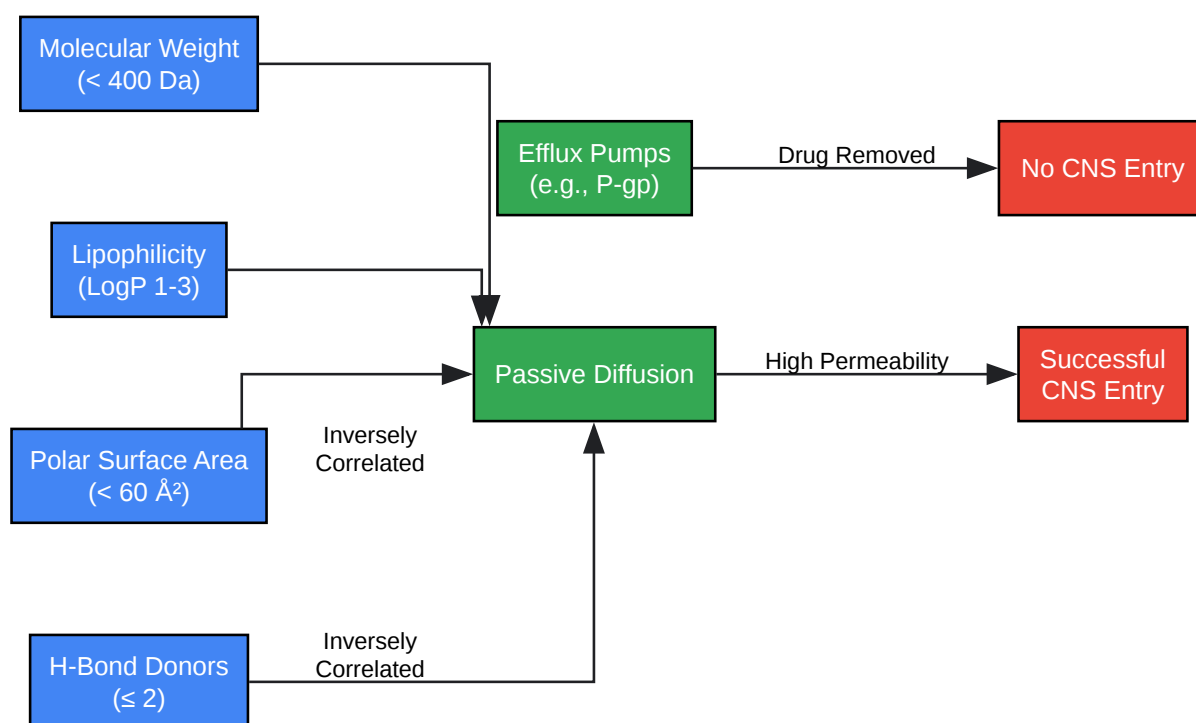 Molecular Weight
(< 400 Da)
Efflux Pumps
(e.g., P-gp)
Drug Removed
No CNS Entry
Lipophilicity
(LogP 1-3)
Passive Diffusion
High Permeability
Successful
CNS Entry
Polar Surface Area
(< 60 Å²)
Inversely
Correlated
H-Bond Donors
(≤ 2)
Inversely
Correlated